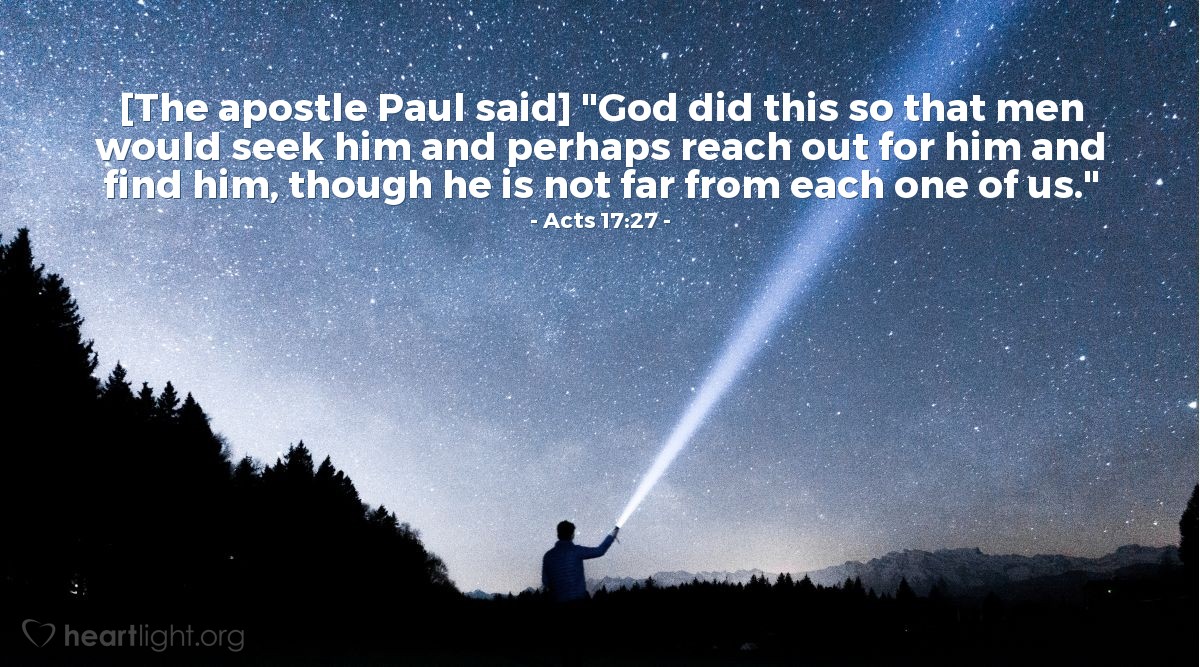 [The apostle Paul said] "God did this so that men
would seek him and perhaps reach out for him and
find him, though he is not far from each one of us."
- Acts 17:27 -
heartlight.org